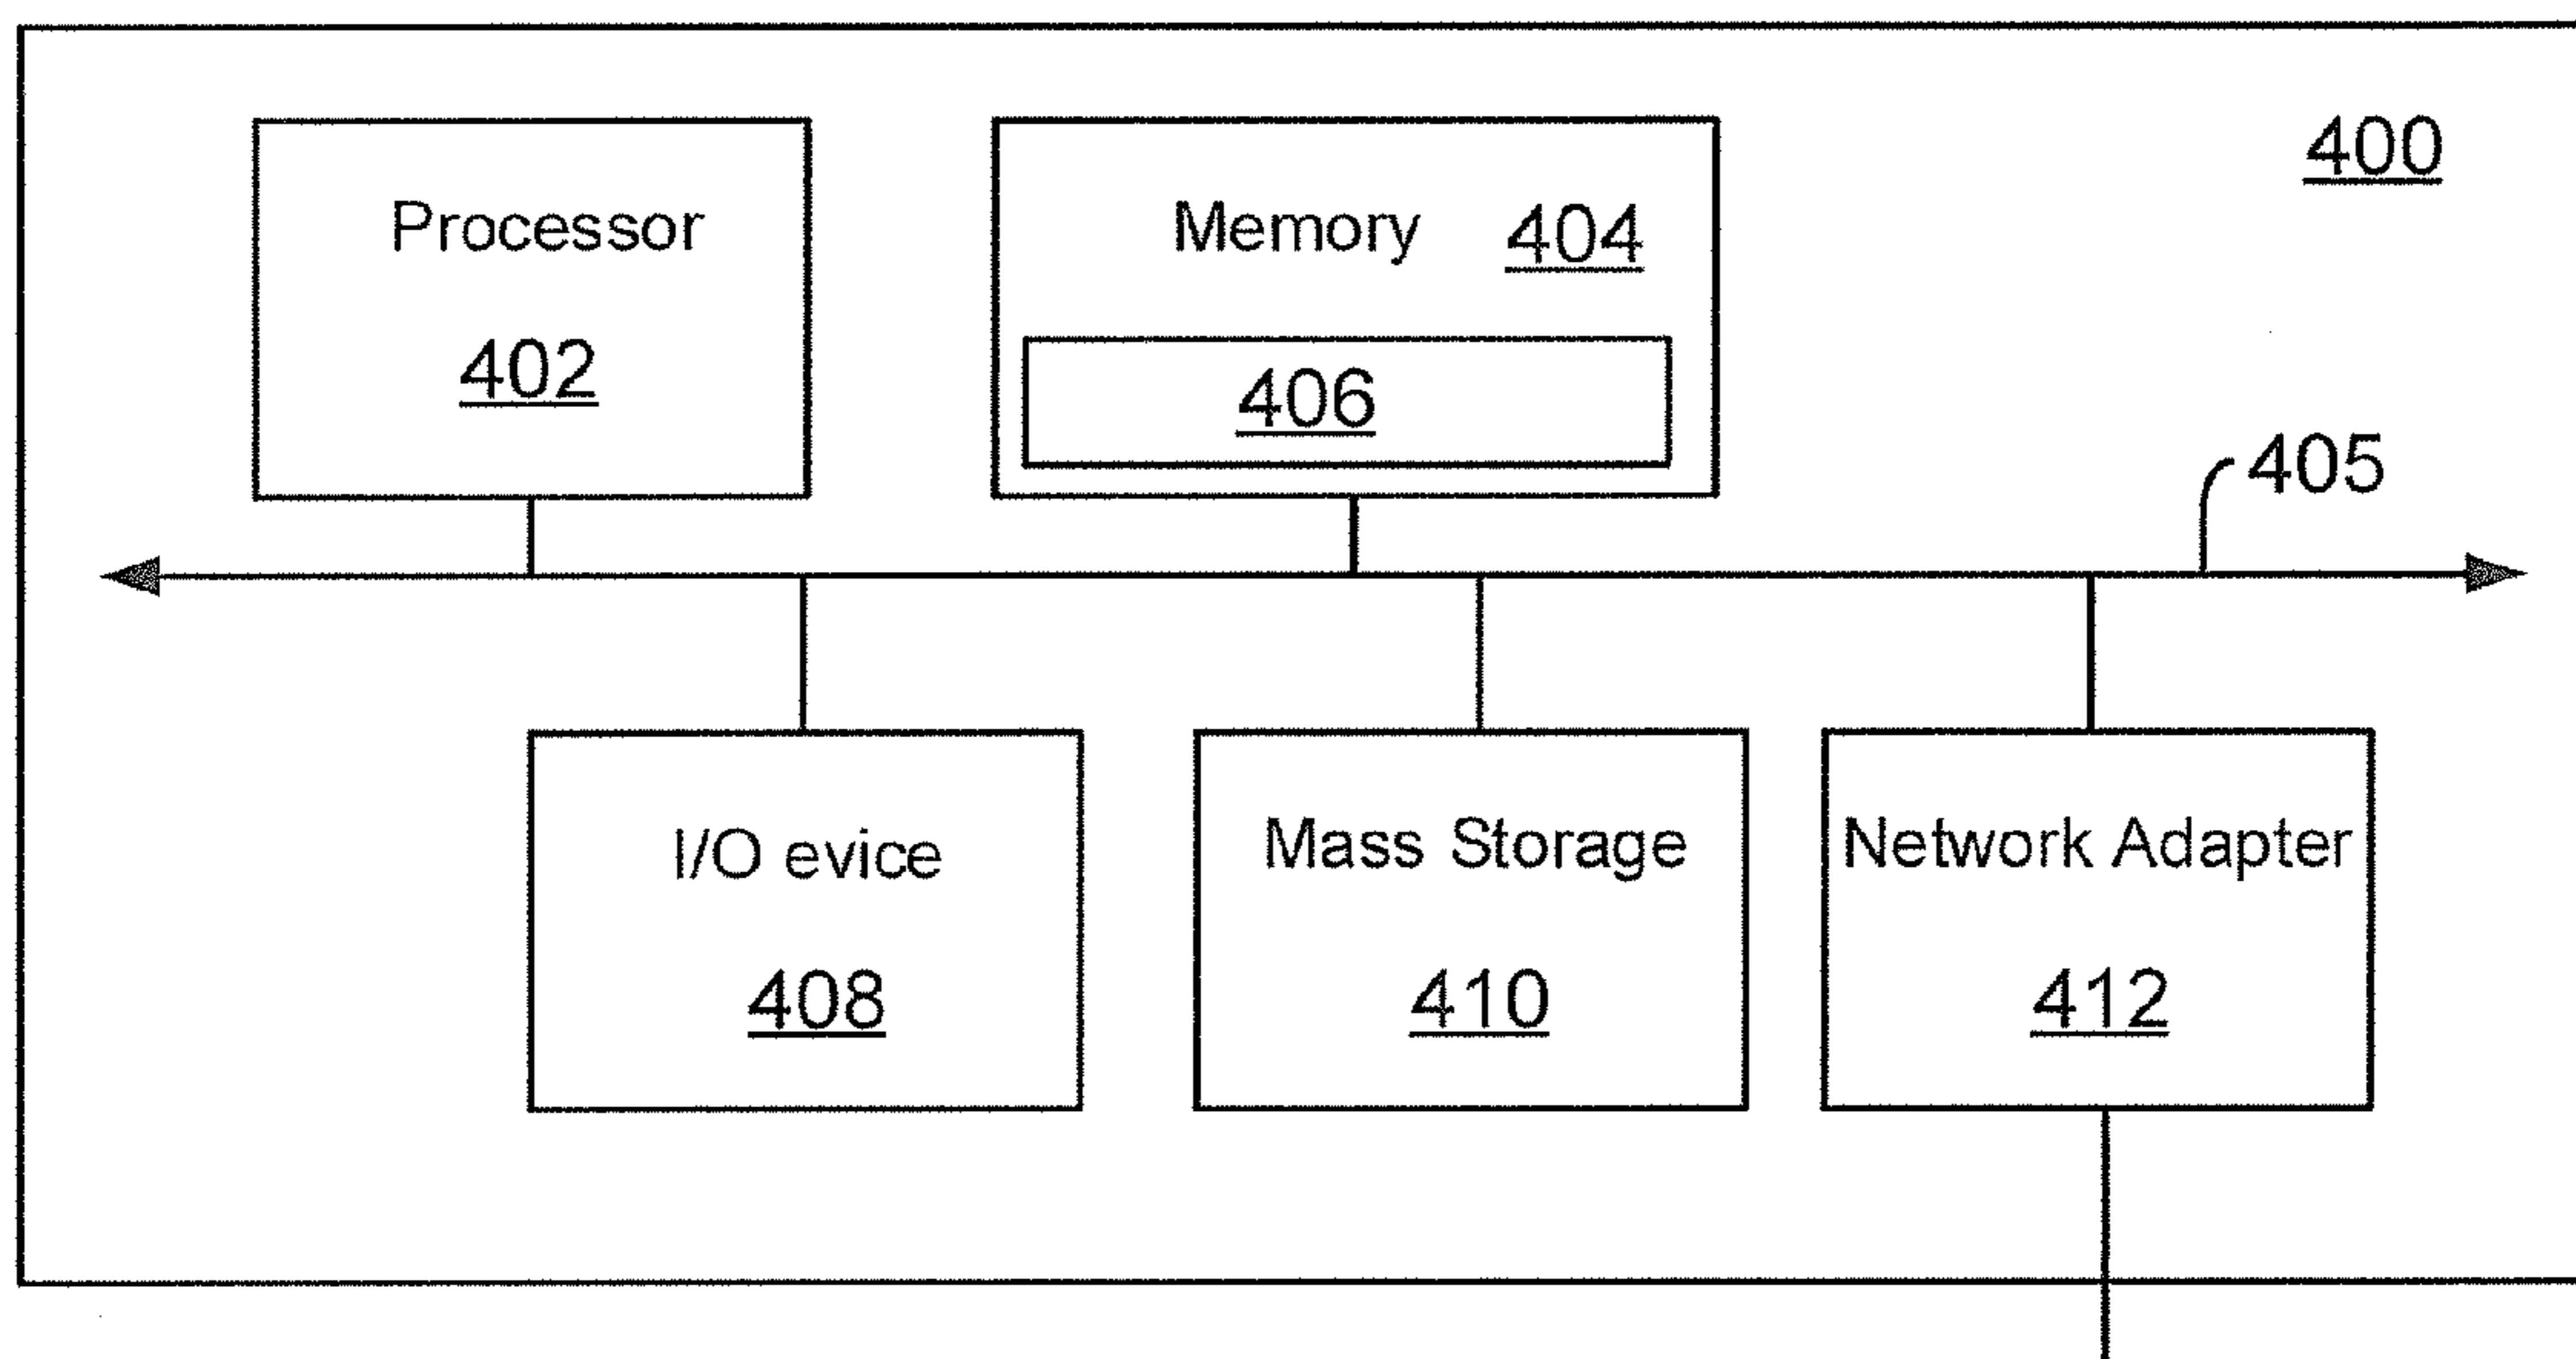 400
Processor
Memory 404
402
406
405
I/O evice
Mass Storage
Network Adapter
408
410
412